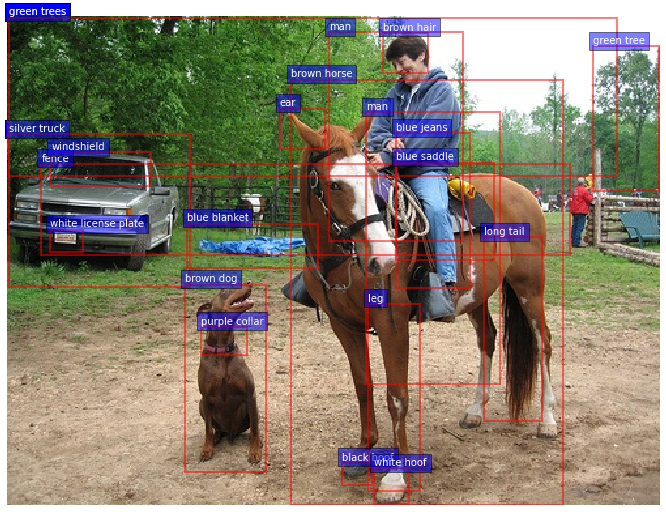 green trees
man
brown hair
green tree
brown horse
ear
man
silver truck
blue jeans
windshield
fence
blue saddle
white license plate
blue blanket
long tail
brown dog
leg
purple collar
black hoof
white hoof